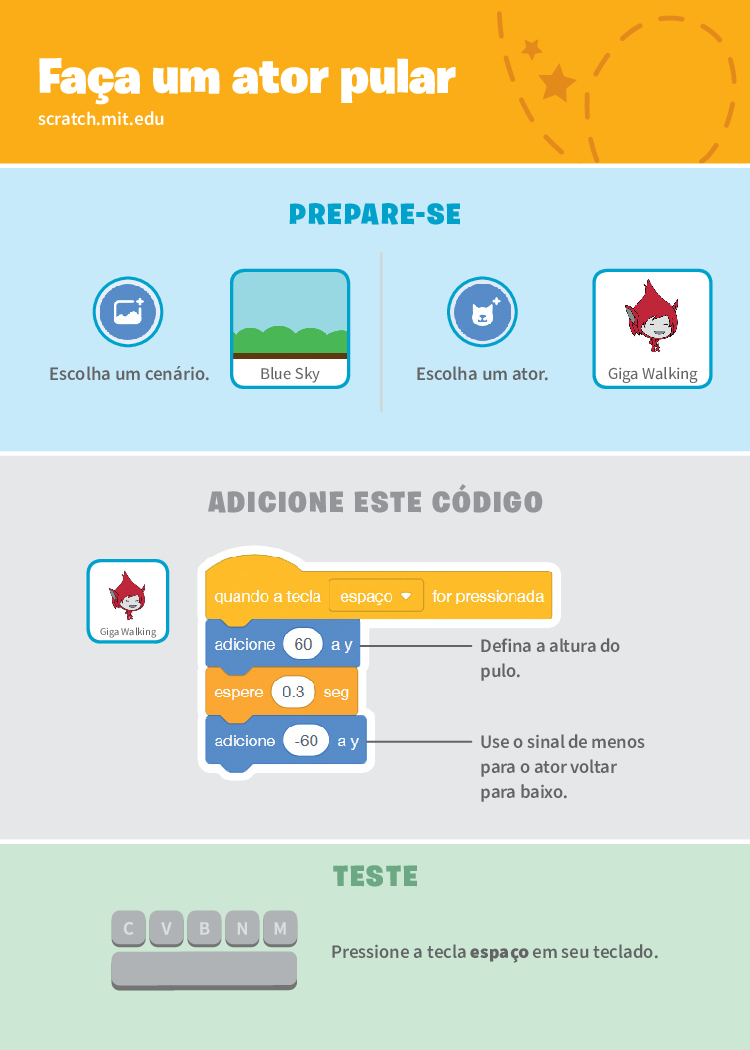 Faça um ator pular
scratch.mit.edu
PREPARE-SE
Escolha um cenário.
Blue Sky
Escolha um ator.
Giga Walking
ADICIONE ESTE CÓDIGO
Giga Walking
quando a tecla espaço for pressionada
adicione 60 a y
Defina a altura do
pulo.
espere 0.3 seg
adicione -60 a y
Use o sinal de menos
para o ator voltar
para baixo.
TESTE
C V B N M
Pressione a tecla espaço em seu teclado.